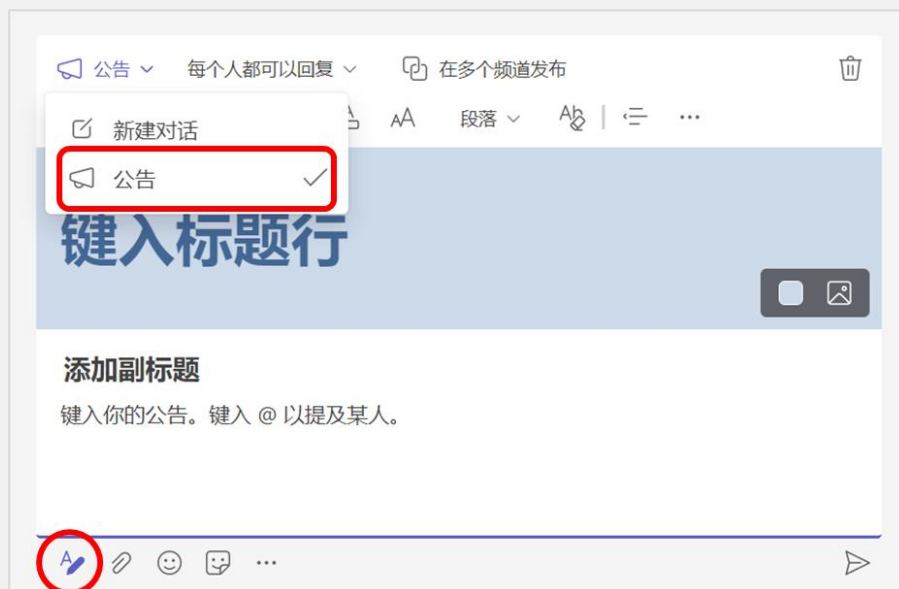 公告 每个人都可以回复 在多个频道发布
新建对话 AA 段落 Ab
公告
键入标题行
添加副标题
键入你的公告。键入 @ 以提及某人。